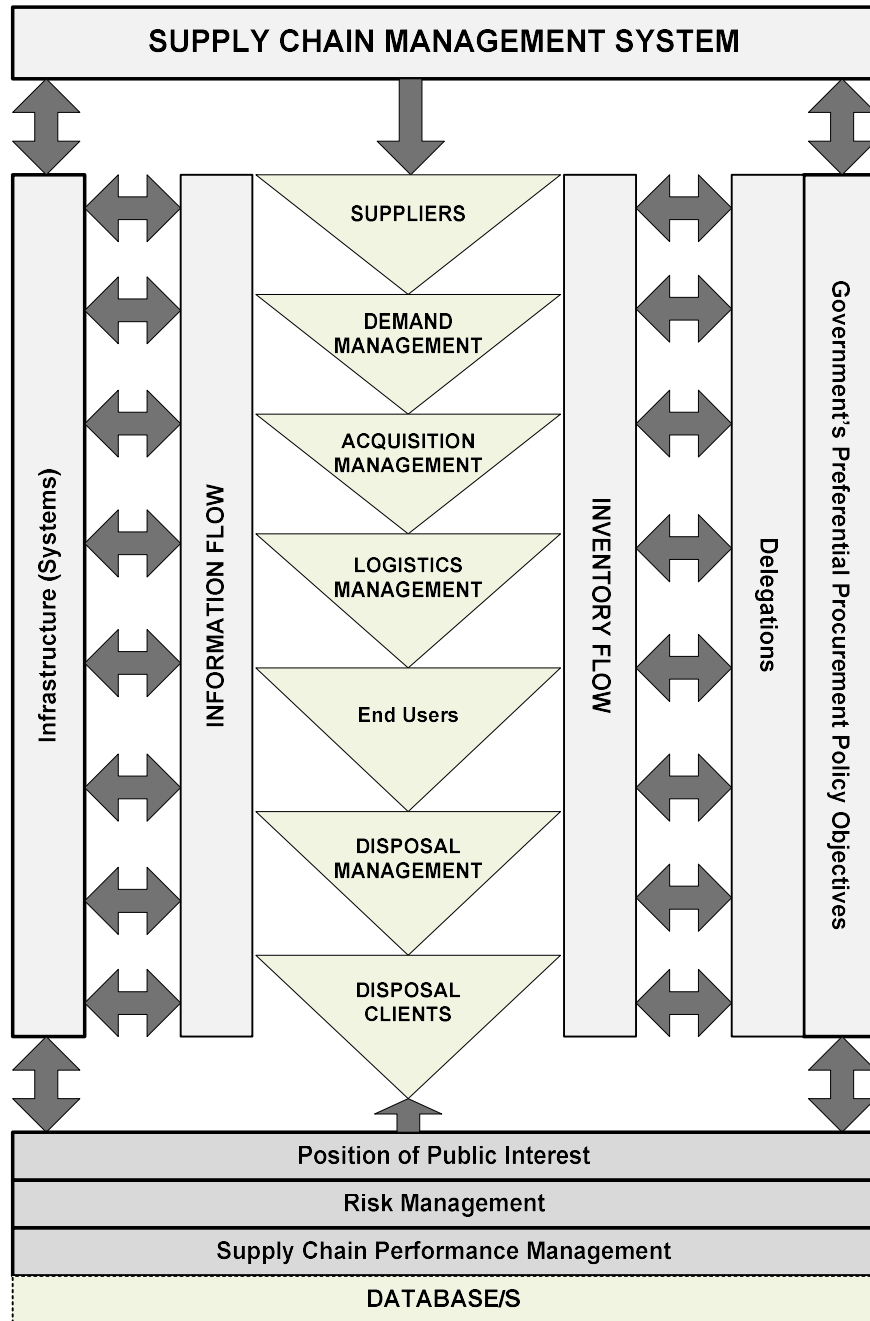 SUPPLY CHAIN MANAGEMENT SYSTEM
Infrastructure (Systems)
INFORMATION FLOW
SUPPLIERS
DEMAND
MANAGEMENT
ACQUISITION
MANAGEMENT
LOGISTICS
MANAGEMENT
End Users
DISPOSAL
MANAGEMENT
DISPOSAL
CLIENTS
INVENTORY FLOW
Delegations
Government's Preferential Procurement Policy Objectives
Position of Public Interest
Risk Management
Supply Chain Performance Management
DATABASE/S